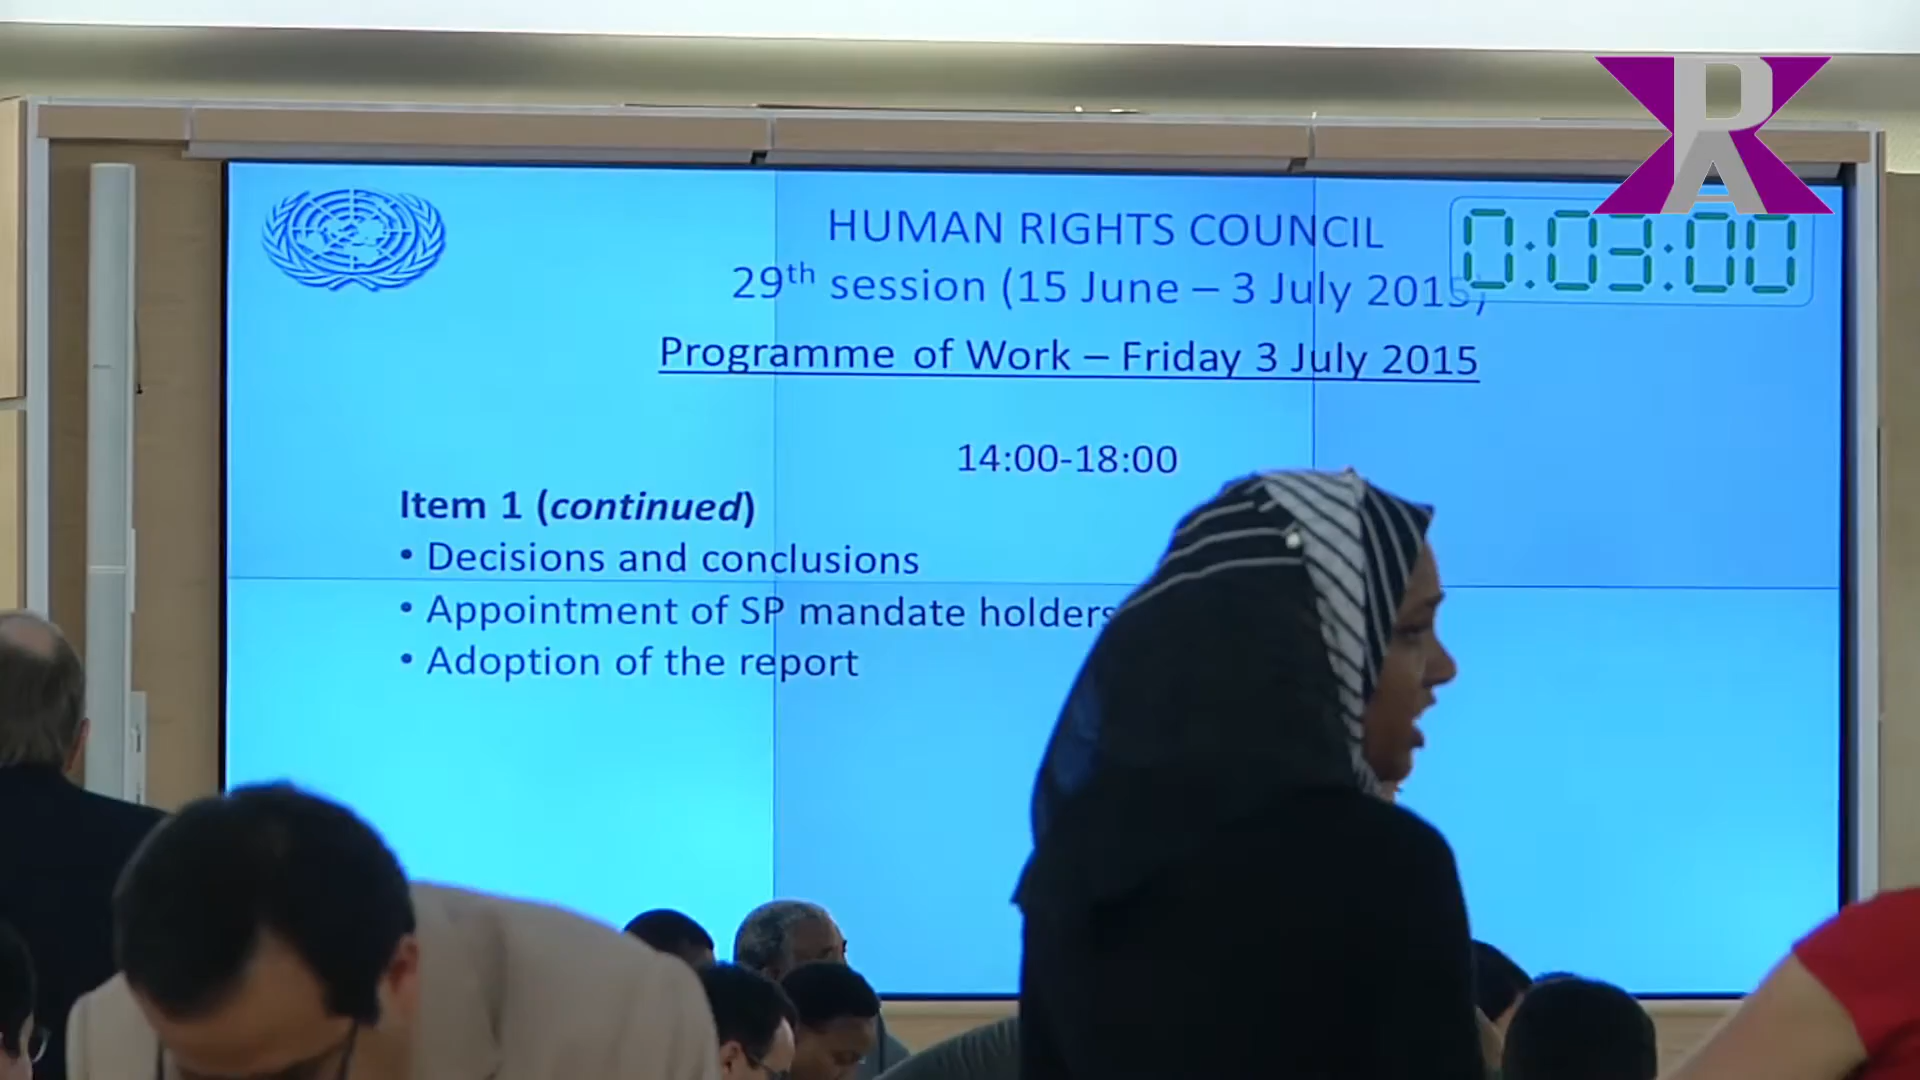 HUMAN RIGHTS COUNCIL
29th session (15 June – 3 July 2015)
0:03:00
Programme of Work – Friday 3 July 2015
14:00-18:00
Item 1 (continued)
• Decisions and conclusions
• Appointment of SP mandate holders
• Adoption of the report